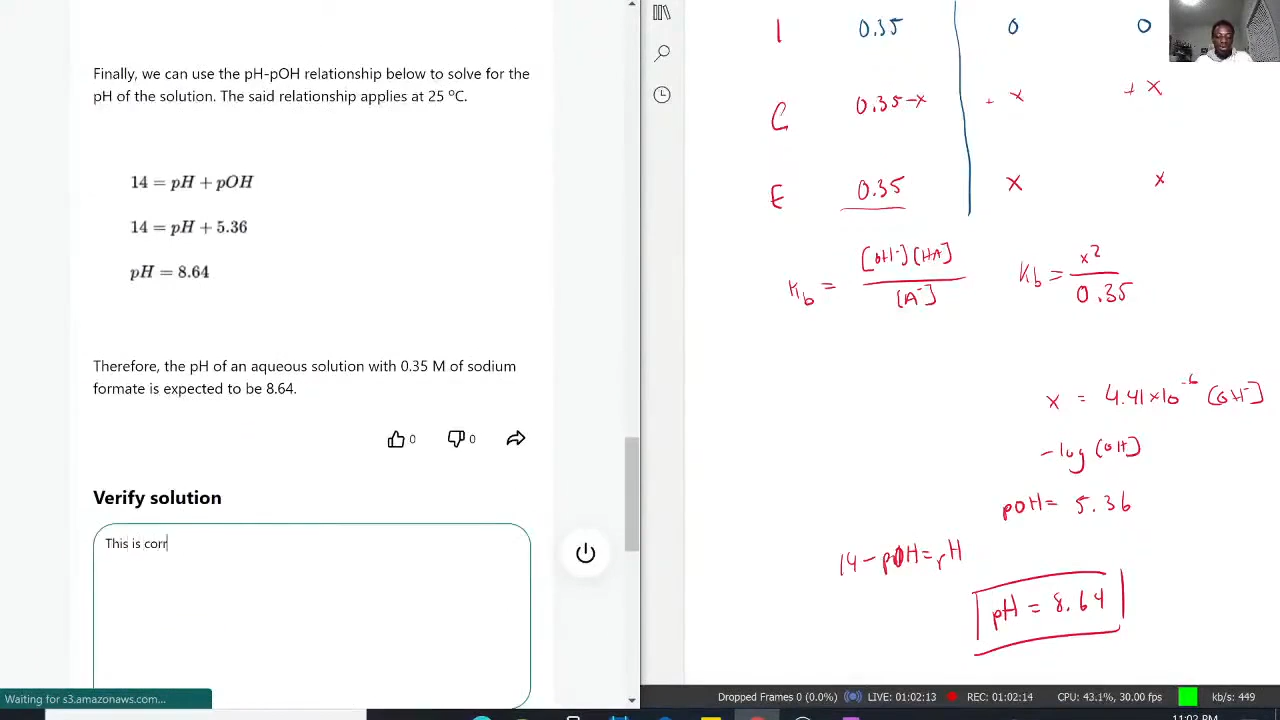 Finally, we can use the pH-pOH relationship below to solve for the
pH of the solution. The said relationship applies at 25 °C.
14 = pH + pOH
14 = pH + 5.36
pH = 8.64
Therefore, the pH of an aqueous solution with 0.35 M of sodium
formate is expected to be 8.64.
0 0
Verify solution
This is corr
Waiting for s3.amazonaws.com...
I 0.35 0 0
C 0.35-x + x + x
E 0.35 x x
Kb = [OH-][HA] / [A-] Kb = x² / 0.35
x = 4.41×10⁻⁶ [OH-]
-log[OH]
pOH = 5.36
14 - pOH = pH
pH = 8.64
Dropped Frames 0 (0.0 LIVE: 01:02:13 REC: 01:02:14 : 43.1%, 30.00 fps kb/s: 449
11:02 PM